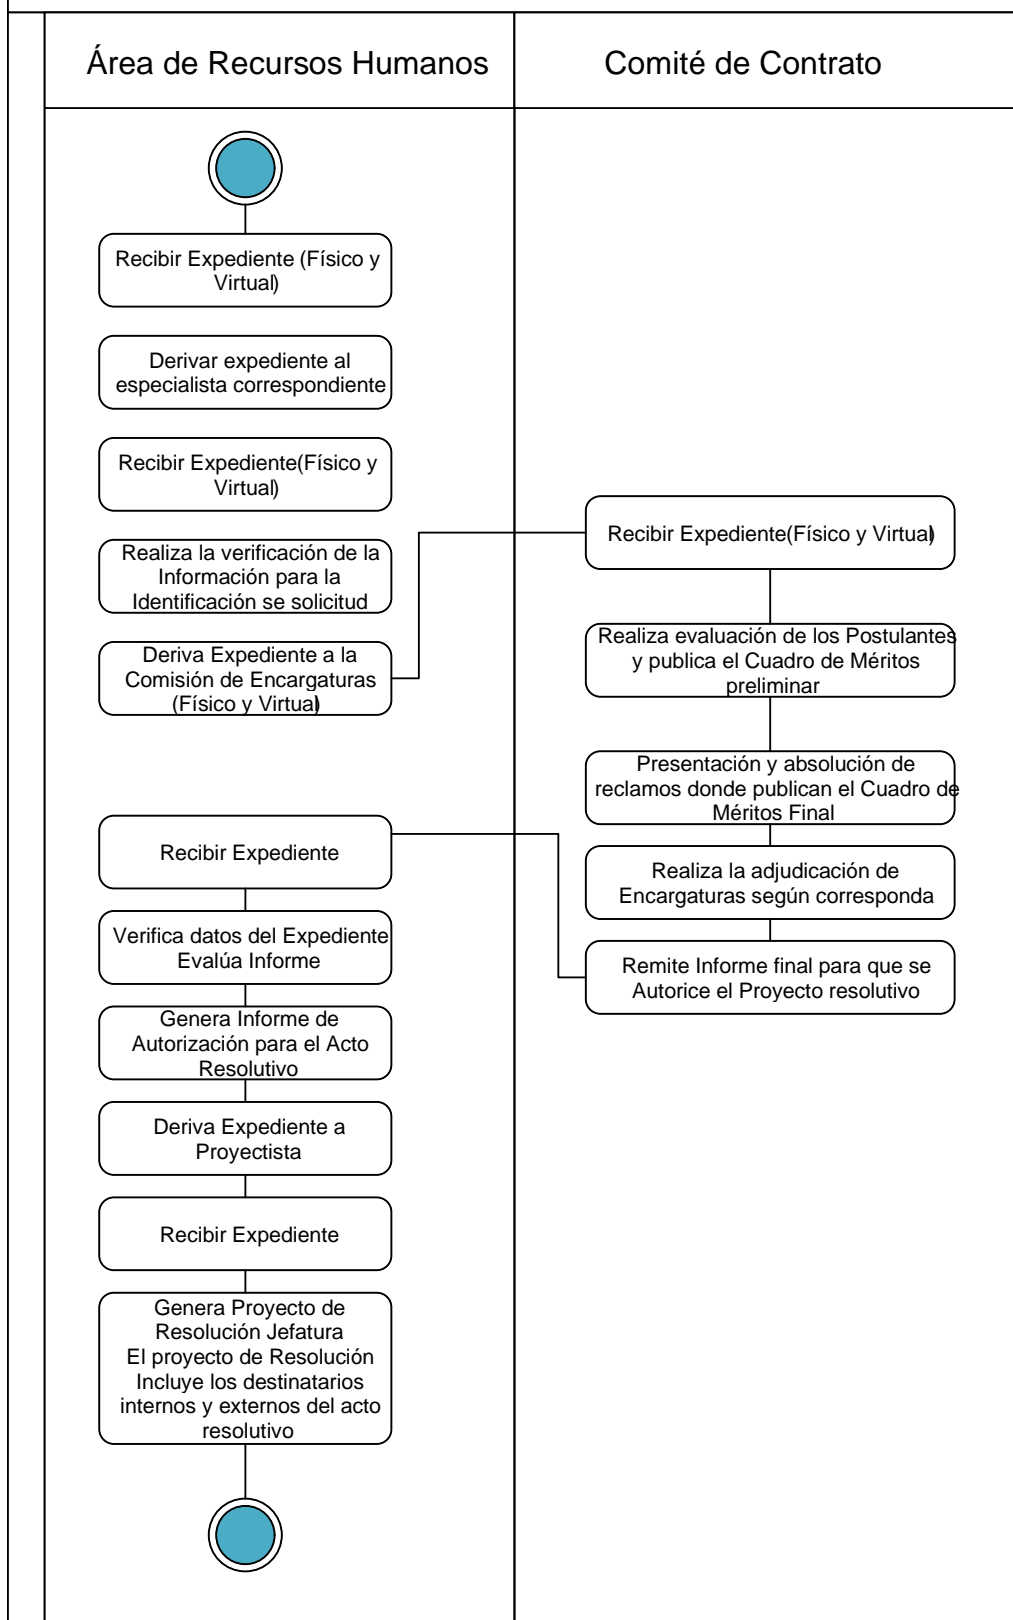 Área de Recursos Humanos
Comité de Contrato
Recibir Expediente (Físico y
Virtual)
Derivar expediente al
especialista correspondiente
Recibir Expediente(Físico y
Virtual)
Realiza la verificación de la
Información para la
Identificación se solicitud
Deriva Expediente a la
Comisión de Encargaturas
(Físico y Virtual)
Recibir Expediente(Físico y Virtual)
Realiza evaluación de los Postulantes
y publica el Cuadro de Méritos
preliminar
Presentación y absolución de
reclamos donde publican el Cuadro de
Méritos Final
Realiza la adjudicación de
Encargaturas según corresponda
Remite Informe final para que se
Autorice el Proyecto resolutivo
Recibir Expediente
Verifica datos del Expediente
Evalúa Informe
Genera Informe de
Autorización para el Acto
Resolutivo
Deriva Expediente a
Proyectista
Recibir Expediente
Genera Proyecto de
Resolución Jefatura
El proyecto de Resolución
Incluye los destinatarios
internos y externos del acto
resolutivo